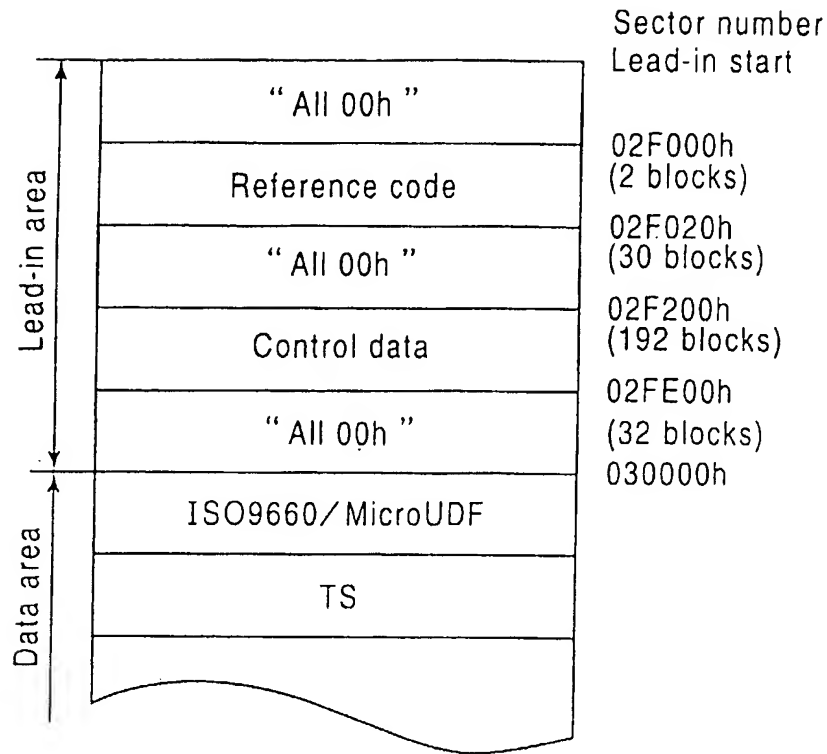 Sector number
Lead-in start
“ All 00h ”
02F000h
(2 blocks)
Reference code
02F020h
(30 blocks)
“ All 00h ”
02F200h
(192 blocks)
Control data
02FE00h
(32 blocks)
“ All 00h ”
030000h
Lead-in area
ISO9660/MicroUDF
TS
Data area